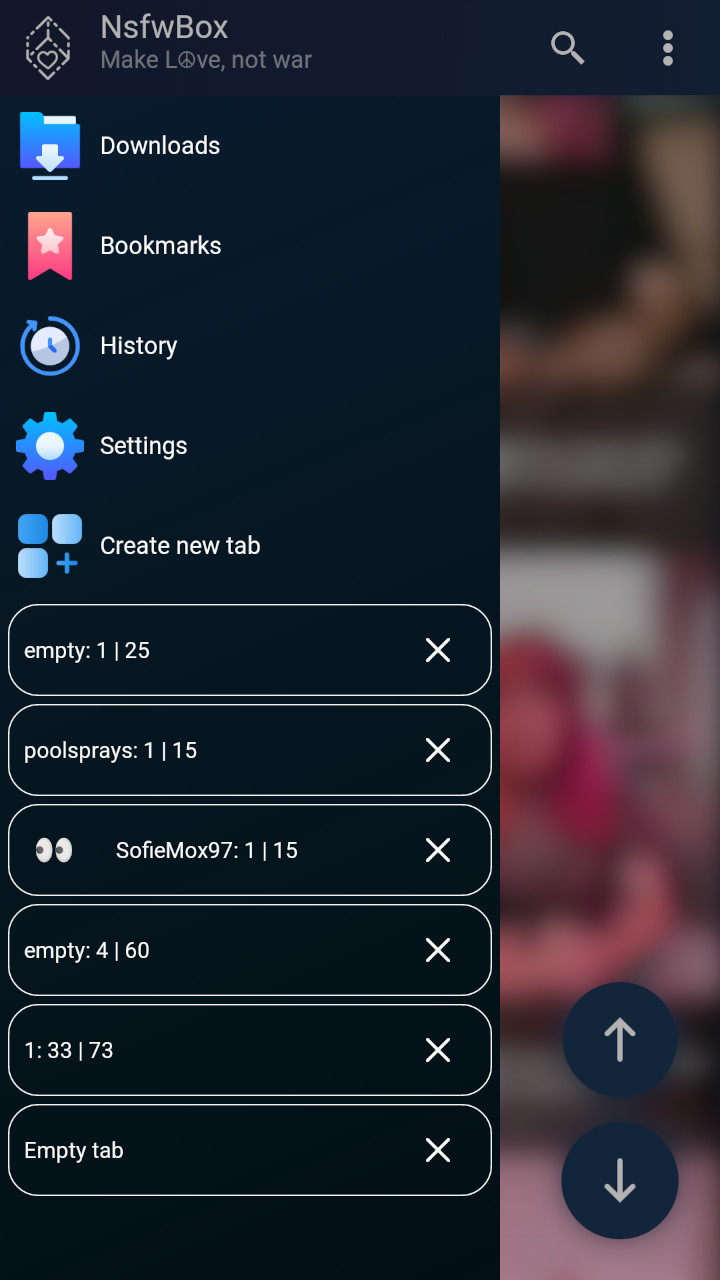 NsfwBox
Make L☮ve, not war
Downloads
Bookmarks
History
Settings
Create new tab
empty: 1 | 25
poolsprays: 1 | 15
👀 SofieMox97: 1 | 15
empty: 4 | 60
1: 33 | 73
Empty tab